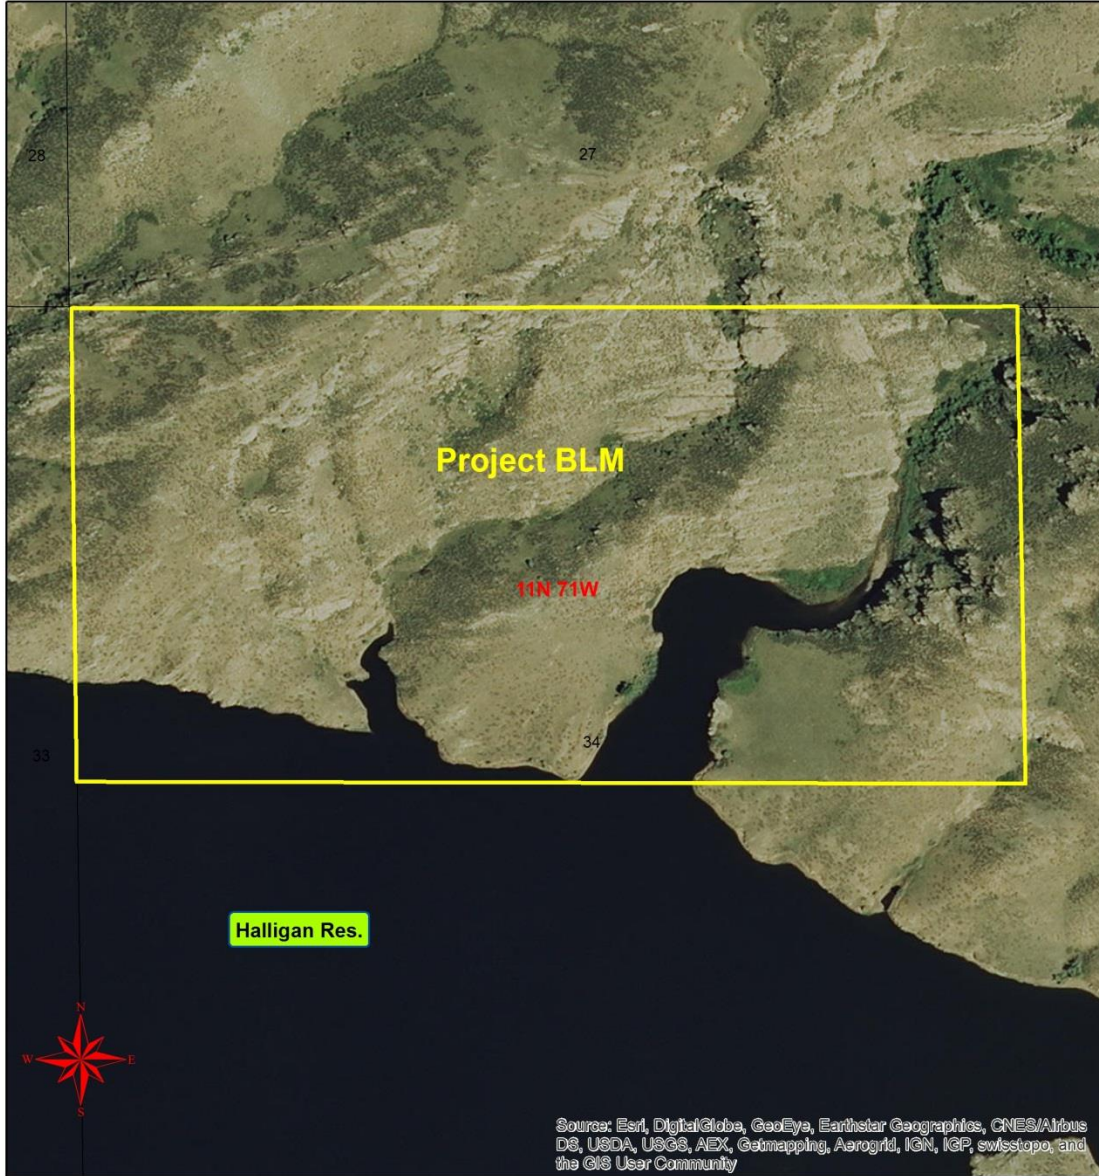 28
27
Project BLM
11N 71W
34
33
Halligan Res.
N
W
E
S
Source: Esri, DigitalGlobe, GeoEye, Earthstar Geographics, CNES/Airbus
DS, USDA, USGS, AEX, Getmapping, Aerogrid, IGN, IGP, swisstopo, and
the GIS User Community